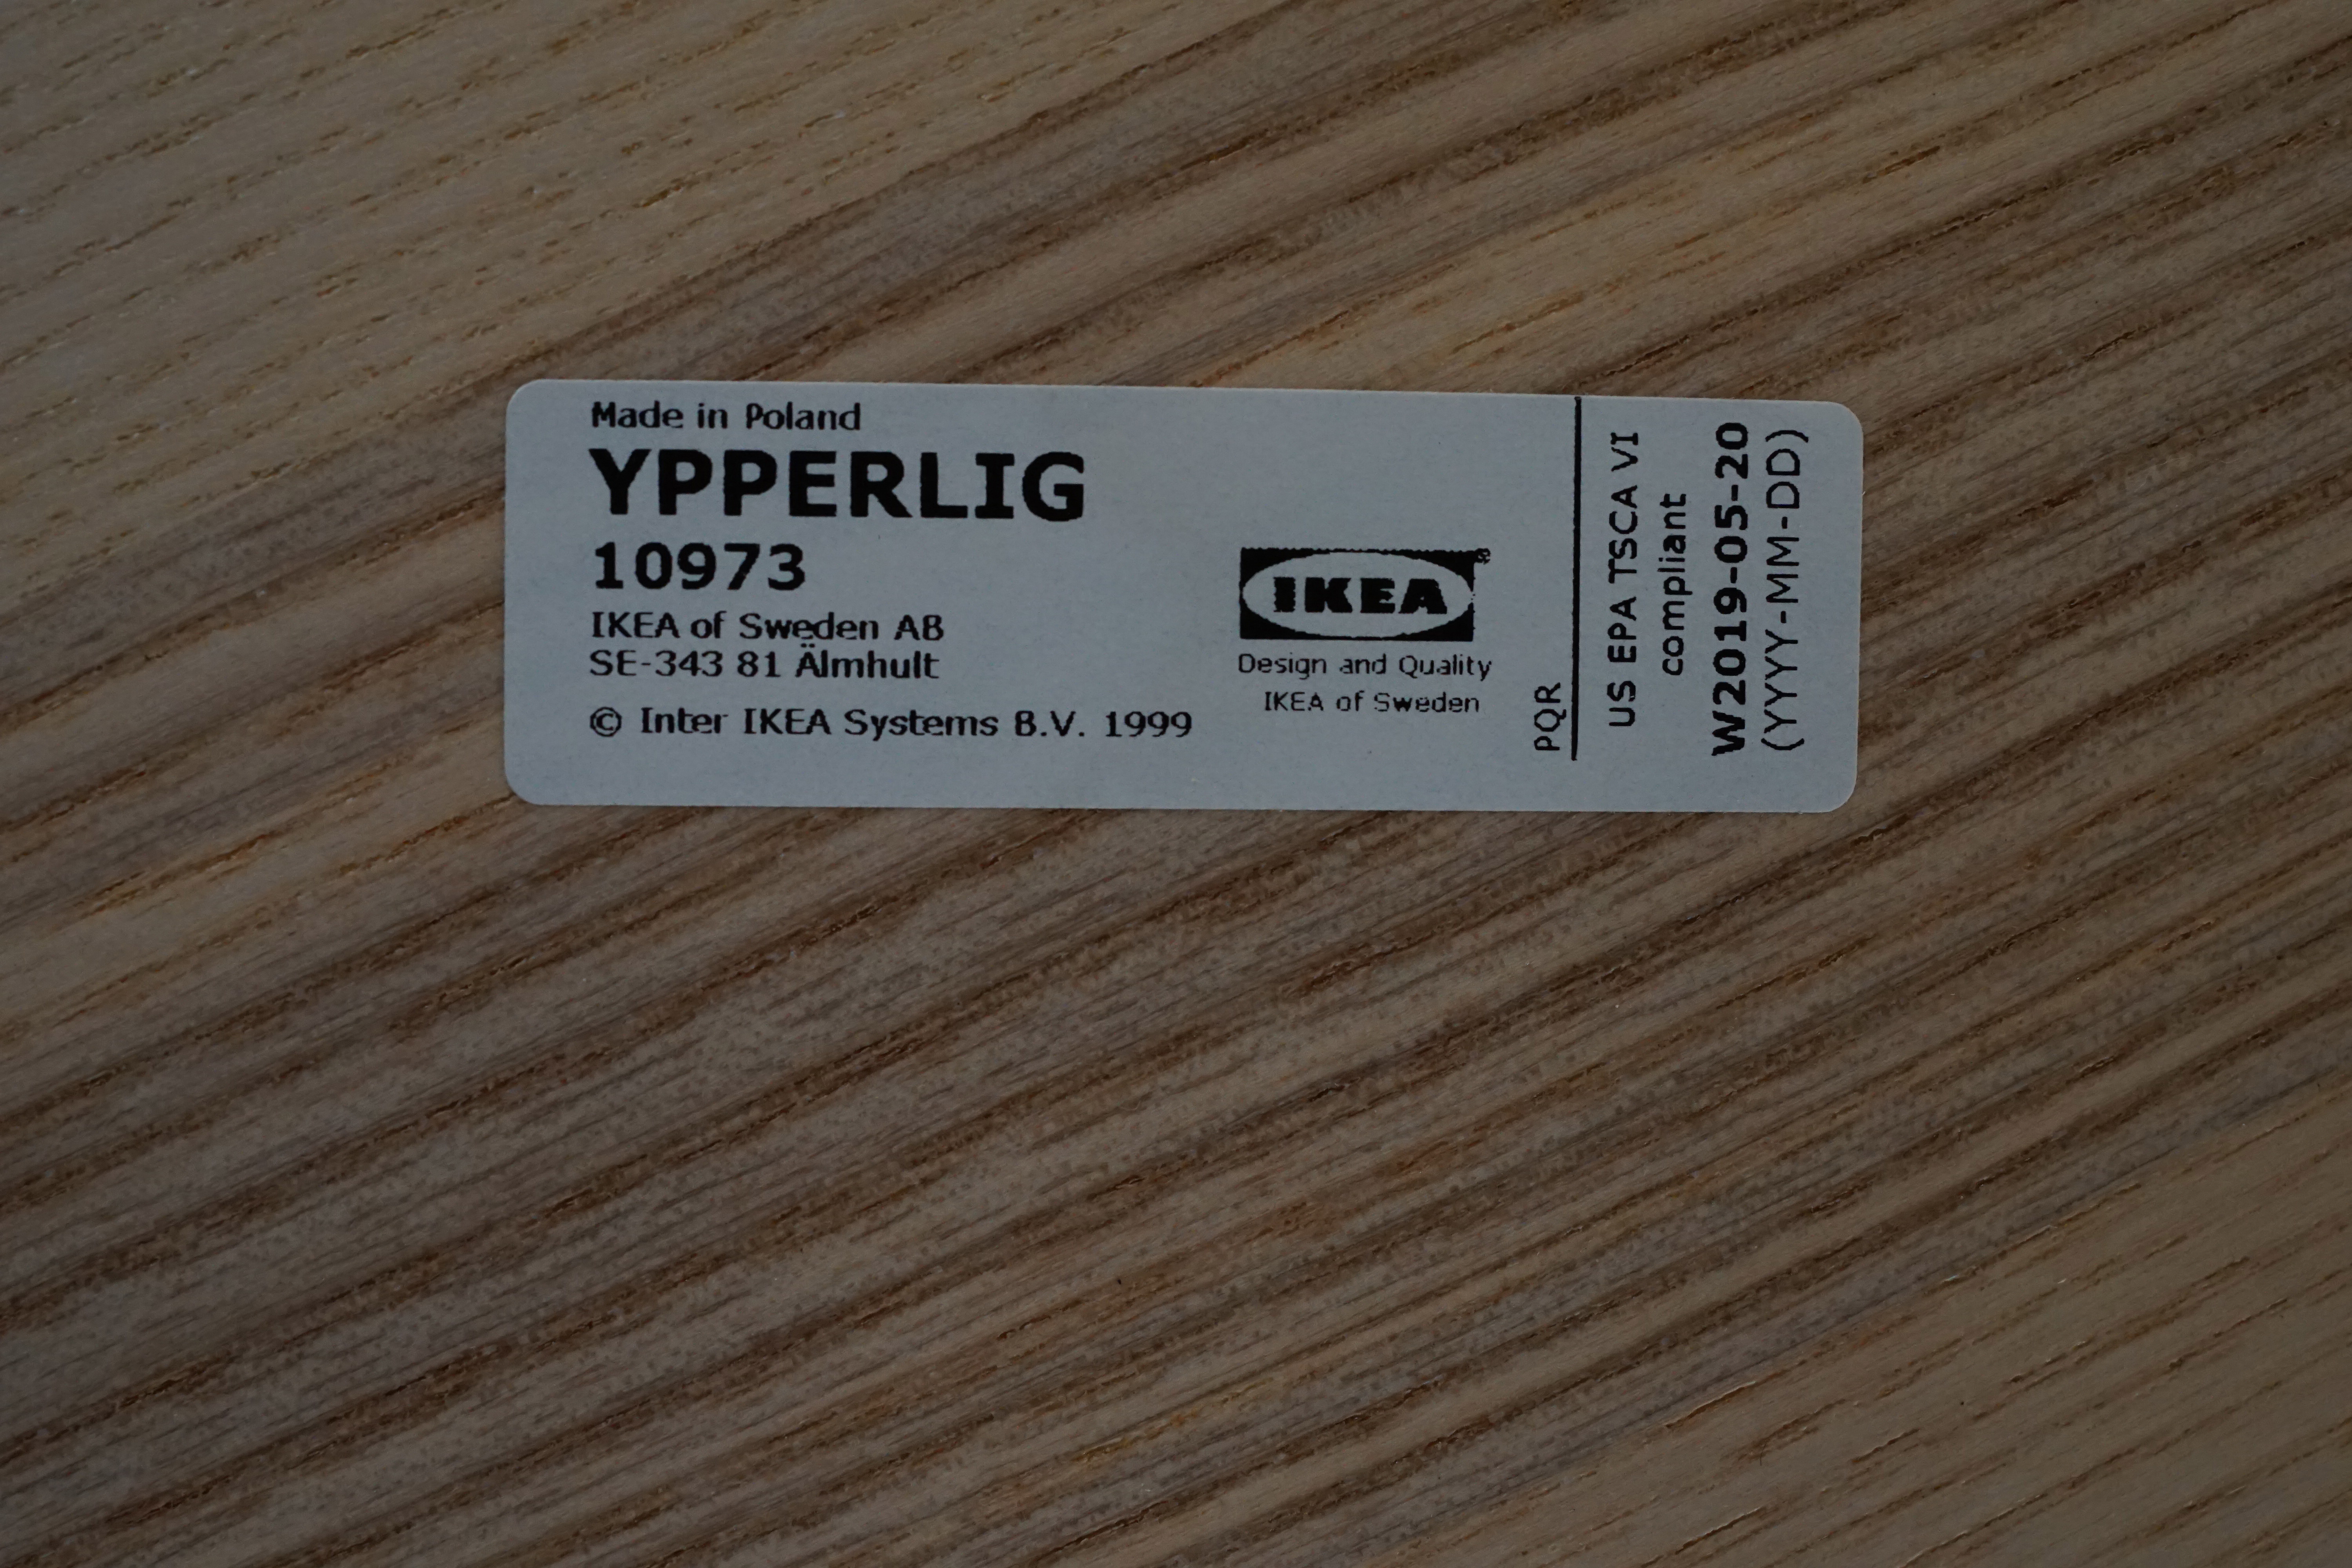 Made in Poland
YPPERLIG
10973
IKEA of Sweden AB
SE-343 81 Älmhult
© Inter IKEA Systems B.V. 1999
IKEA®
Design and Quality
IKEA of Sweden
PQR
US EPA TSCA VI
compliant
W2019-05-20
(YYYY-MM-DD)